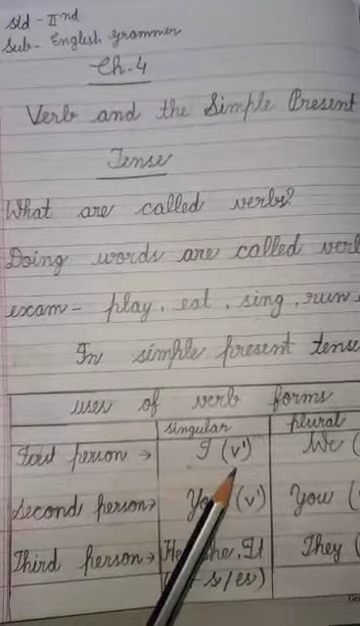 Std - IInd
Sub - English grammer
Ch. 4
Verb and the Simple Present
Tense
What are called verbs?
Doing words are called verb
exam - play, eat, sing, run
In simple present tense
uses of verb forms
singular plural
First person → I (v') We (
Second person → You (v') You (
Third person → He, She, It They (
s/es)